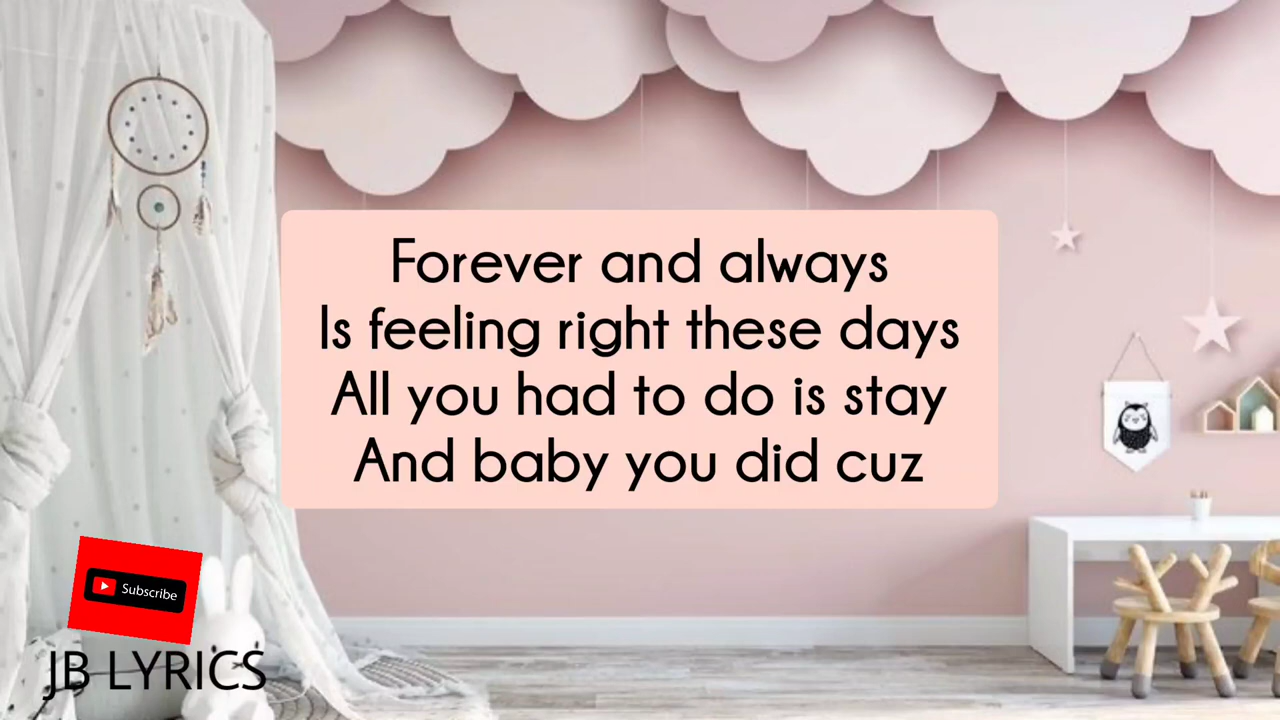 Forever and always
Is feeling right these days
All you had to do is stay
And baby you did cuz
Subscribe
JB LYRICS